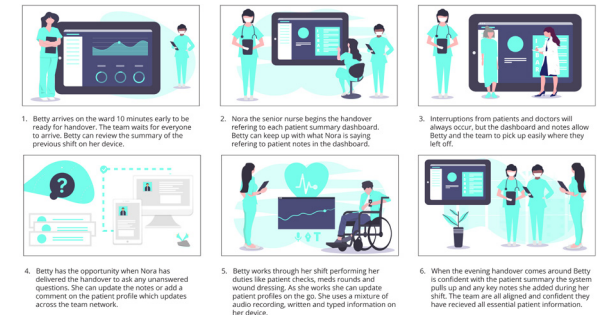 1. Betty arrives on the ward 10 minutes early to be
ready for handover. The team waits for everyone
to arrive. Betty can review the summary of the
previous shift on her device.
2. Nora the senior nurse begins the handover
refering to each patient summary dashboard.
Betty can keep up with what Nora is saying
refering to patient notes in the dashboard.
3. Interruptions from patients and doctors will
always occur, but the dashboard and notes allow
Betty and the team to pick up easily where they
left off.
?
4. Betty has the opportunity when Nora has
delivered the handover to ask any unanswered
questions. She can update the notes or add a
comment on the patient profile which updates
across the team network.
5. Betty works through her shift performing her
duties like patient checks, meds rounds and
wound dressing. As she works she can update
patient profiles on the go. She uses a mixture of
audio recording, written and typed information on
her device.
6. When the evening handover comes around Betty
is confident with the patient summary the system
pulls up and any key notes she added during her
shift. The team are all aligned and confident they
have recieved all essential patient information.